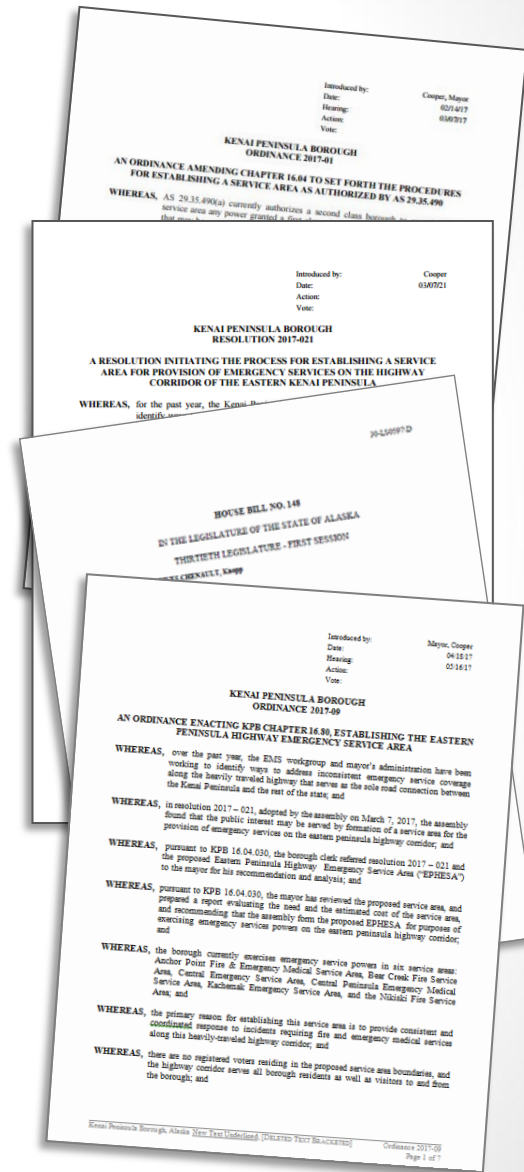 Introduced by: Cooper, Mayor
Date: 02/14/17
Hearing: 03/07/17
Action:
Vote:
KENAI PENINSULA BOROUGH
ORDINANCE 2017-01
AN ORDINANCE AMENDING CHAPTER 16.04 TO SET FORTH THE PROCEDURES
FOR ESTABLISHING A SERVICE AREA AS AUTHORIZED BY AS 29.35.490
WHEREAS, AS 29.35.490(a) currently authorizes a second class borough to
service area any power granted a first
Introduced by: Cooper
Date: 03/07/21
Action:
Vote:
KENAI PENINSULA BOROUGH
RESOLUTION 2017-021
A RESOLUTION INITIATING THE PROCESS FOR ESTABLISHING A SERVICE
AREA FOR PROVISION OF EMERGENCY SERVICES ON THE HIGHWAY
CORRIDOR OF THE EASTERN KENAI PENINSULA
WHEREAS, for the past year, the Kenai
identify
30-LS0597\D
HOUSE BILL NO. 148
IN THE LEGISLATURE OF THE STATE OF ALASKA
THIRTIETH LEGISLATURE - FIRST SESSION
CHENAULT, Knopp
Introduced by: Mayor, Cooper
Date: 04/18/17
Hearing: 05/16/17
Action:
Vote:
KENAI PENINSULA BOROUGH
ORDINANCE 2017-09
AN ORDINANCE ENACTING KPB CHAPTER 16.80, ESTABLISHING THE EASTERN
PENINSULA HIGHWAY EMERGENCY SERVICE AREA
WHEREAS, over the past year, the EMS workgroup and mayor's administration have been
working to identify ways to address inconsistent emergency service coverage
along the heavily traveled highway that serves as the sole road connection between
the Kenai Peninsula and the rest of the state; and
WHEREAS, in resolution 2017 – 021, adopted by the assembly on March 7, 2017, the assembly
found that the public interest may be served by formation of a service area for the
provision of emergency services on the eastern peninsula highway corridor; and
WHEREAS, pursuant to KPB 16.04.030, the borough clerk referred resolution 2017 – 021 and
the proposed Eastern Peninsula Highway Emergency Service Area ("EPHESA")
to the mayor for his recommendation and analysis; and
WHEREAS, pursuant to KPB 16.04.030, the mayor has reviewed the proposed service area, and
prepared a report evaluating the need and the estimated cost of the service area,
and recommending that the assembly form the proposed EPHESA for purposes of
exercising emergency services powers on the eastern peninsula highway corridor;
and
WHEREAS, the borough currently exercises emergency service powers in six service areas:
Anchor Point Fire & Emergency Medical Service Area, Bear Creek Fire Service
Area, Central Emergency Service Area, Central Peninsula Emergency Medical
Service Area, Kachemak Emergency Service Area, and the Nikiski Fire Service
Area; and
WHEREAS, the primary reason for establishing this service area is to provide consistent and
coordinated response to incidents requiring fire and emergency medical services
along this heavily-traveled highway corridor; and
WHEREAS, there are no registered voters residing in the proposed service area boundaries, and
the highway corridor serves all borough residents as well as visitors to and from
the borough; and
Kenai Peninsula Borough, Alaska New Text Underlined; [DELETED TEXT BRACKETED] Ordinance 2017-09
Page 1 of 7